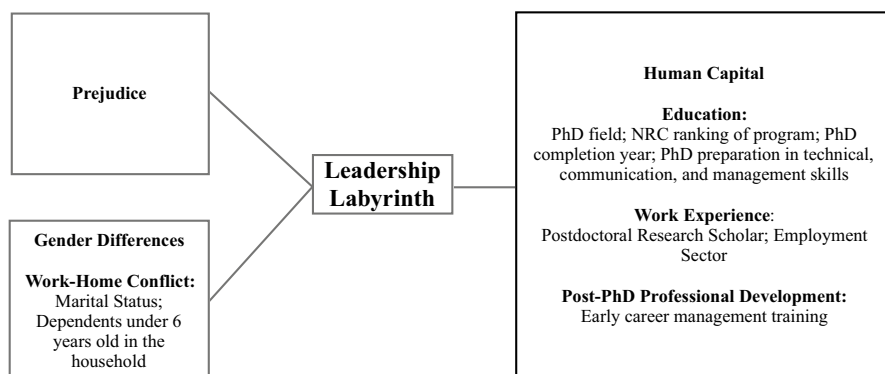 Prejudice
Gender Differences
Work-Home Conflict:
Marital Status;
Dependents under 6
years old in the
household
Leadership
Labyrinth
Human Capital
Education:
PhD field; NRC ranking of program; PhD
completion year; PhD preparation in technical,
communication, and management skills
Work Experience:
Postdoctoral Research Scholar; Employment
Sector
Post-PhD Professional Development:
Early career management training